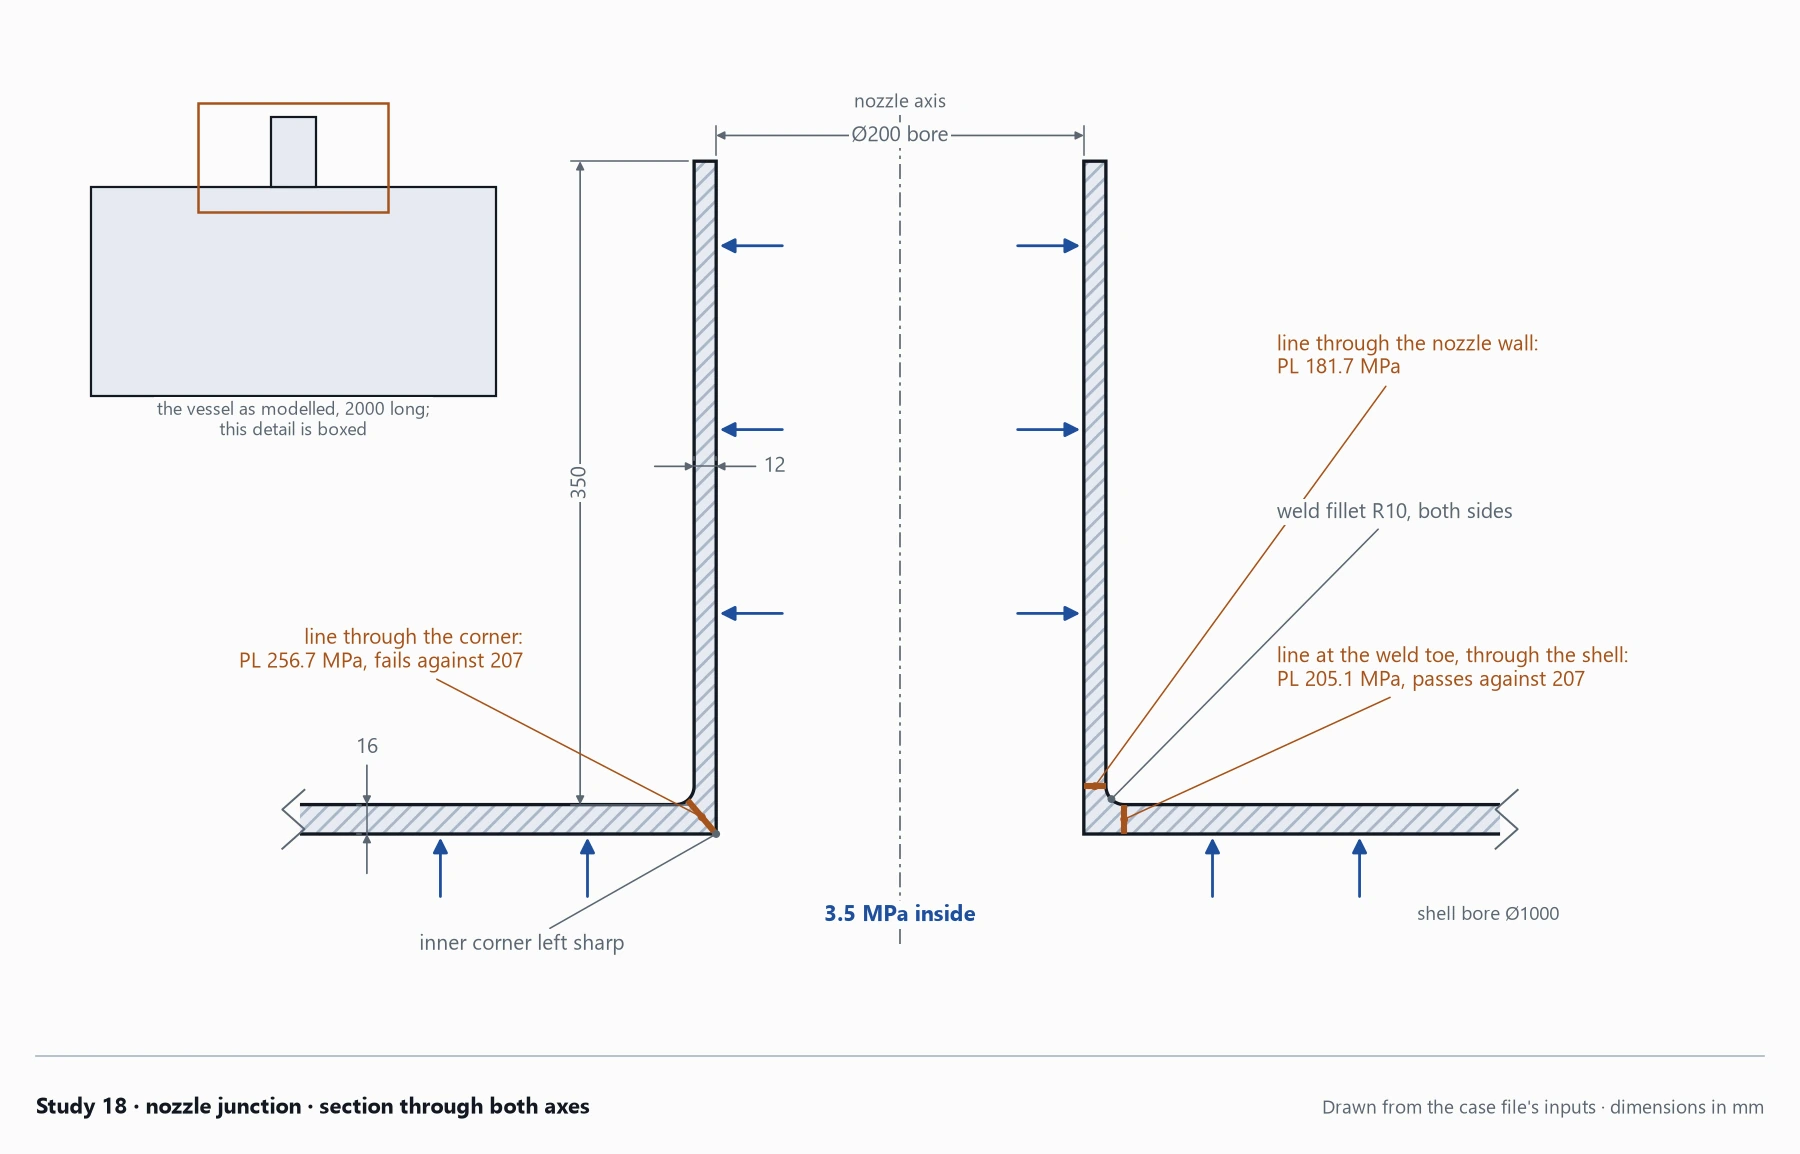 nozzle axis
Ø200 bore
the vessel as modelled, 2000 long;
this detail is boxed
350
12
line through the nozzle wall:
PL 181.7 MPa
weld fillet R10, both sides
line through the corner:
PL 256.7 MPa, fails against 207
line at the weld toe, through the shell:
PL 205.1 MPa, passes against 207
16
3.5 MPa inside
shell bore Ø1000
inner corner left sharp
Study 18 · nozzle junction · section through both axes
Drawn from the case file's inputs · dimensions in mm